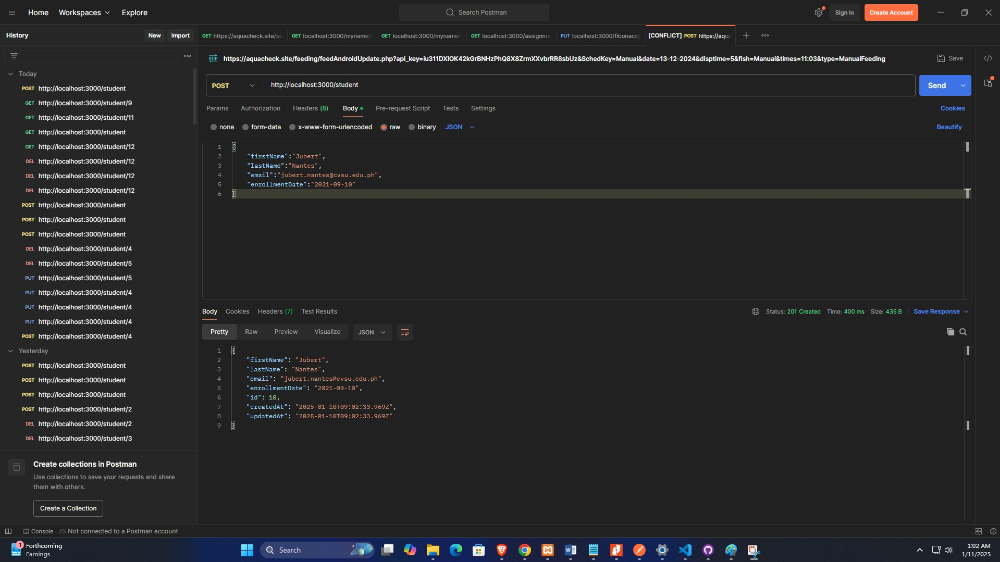 Home Workspaces Explore Search Postman Sign In Create Account
History New Import
GET https://aquacheck.site/se GET localhost:3000/myname/ GET localhost:3000/myname/ GET localhost:3000/assignme PUT localhost:3000/fibonacci [CONFLICT] POST https://aqua
HTTP https://aquacheck.site/feeding/feedAndroidUpdate.php?api_key=iu311DXIOK42kGrBNHzPhQ8X8ZrmXXvbrRR8sbUz&SchedKey=Manual&date=13-12-2024&disptime=5&fish=Manual&times=11:03&type=ManualFeeding Save
POST http://localhost:3000/student Send
Params Authorization Headers (8) Body Pre-request Script Tests Settings Cookies
none form-data x-www-form-urlencoded raw binary JSON Beautify
1 {
2 "firstName":"Jubert",
3 "lastName":"Nantes",
4 "email":"jubert.nantes@cvsu.edu.ph",
5 "enrollmentDate":"2021-09-10"
6 }
Today
POST http://localhost:3000/student
GET http://localhost:3000/student/9
GET http://localhost:3000/student/11
GET http://localhost:3000/student
GET http://localhost:3000/student/12
DEL http://localhost:3000/student/12
DEL http://localhost:3000/student/12
DEL http://localhost:3000/student/12
POST http://localhost:3000/student
POST http://localhost:3000/student
POST http://localhost:3000/student
DEL http://localhost:3000/student/4
DEL http://localhost:3000/student/5
PUT http://localhost:3000/student/5
PUT http://localhost:3000/student/4
PUT http://localhost:3000/student/4
PUT http://localhost:3000/student/4
POST http://localhost:3000/student/4
Yesterday
POST http://localhost:3000/student
POST http://localhost:3000/student
POST http://localhost:3000/student
POST http://localhost:3000/student/2
DEL http://localhost:3000/student/2
DEL http://localhost:3000/student/3
Body Cookies Headers (7) Test Results Status: 201 Created Time: 400 ms Size: 435 B Save Response
Pretty Raw Preview Visualize JSON
1 {
2 "firstName": "Jubert",
3 "lastName": "Nantes",
4 "email": "jubert.nantes@cvsu.edu.ph",
5 "enrollmentDate": "2021-09-10",
6 "id": 10,
7 "createdAt": "2025-01-10T09:02:33.969Z",
8 "updatedAt": "2025-01-10T09:02:33.969Z"
9 }
Create collections in Postman
Use collections to save your requests and share
them with others.
Create a Collection
Console Not connected to a Postman account
1 Forthcoming
Earnings
Search
1:02 AM
1/11/2025